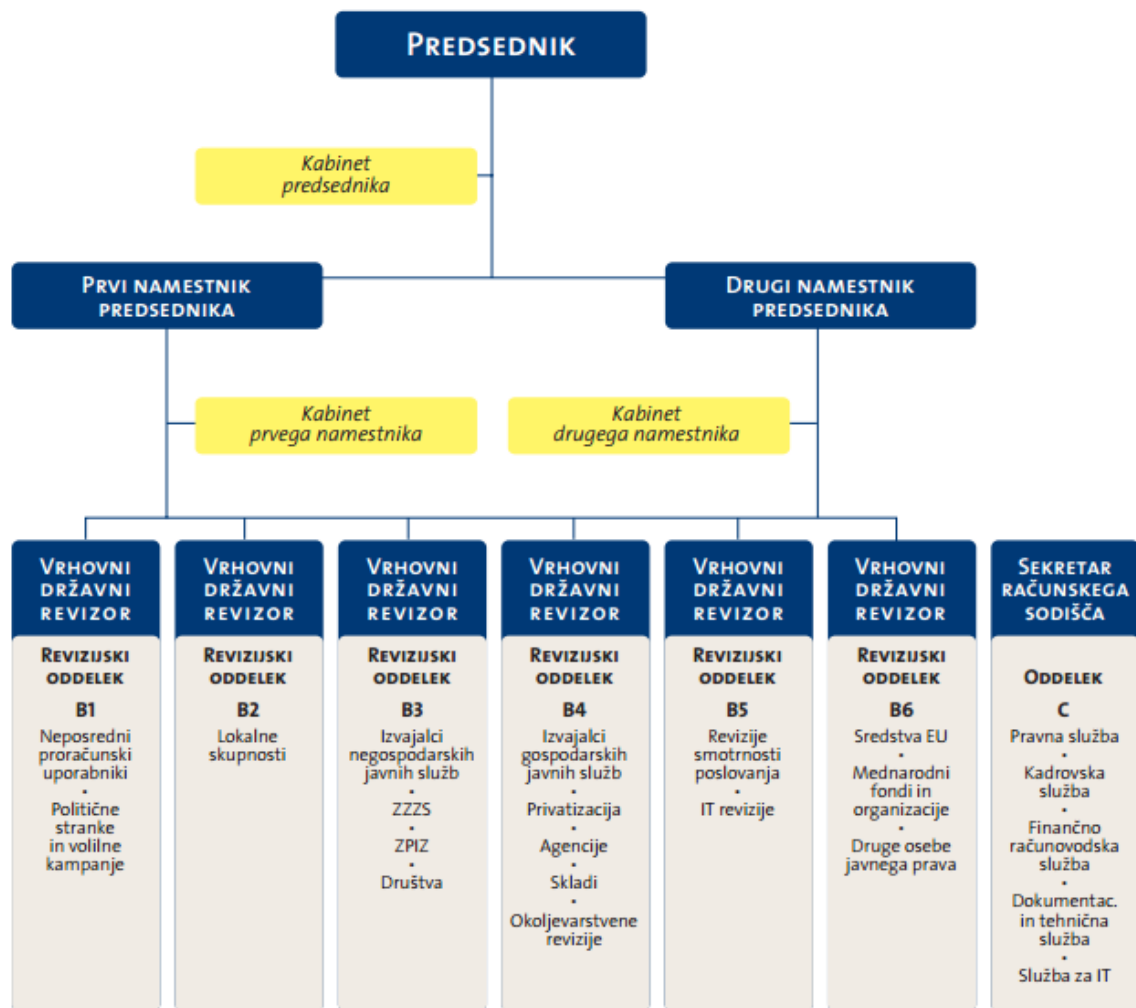 PREDSEDNIK
Kabinet
predsednika
PRVI NAMESTNIK
PREDSEDNIKA
DRUGI NAMESTNIK
PREDSEDNIKA
Kabinet
prvega namestnika
Kabinet
drugega namestnika
VRHOVNI
DRŽAVNI
REVIZOR
REVIZIJSKI
ODDELEK
B1
Neposredni
proračunski
uporabniki
•
Politične
stranke
in volilne
kampanje
VRHOVNI
DRŽAVNI
REVIZOR
REVIZIJSKI
ODDELEK
B2
Lokalne
skupnosti
VRHOVNI
DRŽAVNI
REVIZOR
REVIZIJSKI
ODDELEK
B3
Izvajalci
negospodarskih
javnih služb
•
ZZZS
•
ZPIZ
•
Društva
VRHOVNI
DRŽAVNI
REVIZOR
REVIZIJSKI
ODDELEK
B4
Izvajalci
gospodarskih
javnih služb
•
Privatizacija
•
Agencije
•
Skladi
•
Okoljevarstvene
revizije
VRHOVNI
DRŽAVNI
REVIZOR
REVIZIJSKI
ODDELEK
B5
Revizije
smotrnosti
poslovanja
•
IT revizije
VRHOVNI
DRŽAVNI
REVIZOR
REVIZIJSKI
ODDELEK
B6
Sredstva EU
•
Mednarodni
fondi in
organizacije
•
Druge osebe
javnega prava
SEKRETAR
RAČUNSKEGA
SODIŠČA
ODDELEK
C
Pravna služba
•
Kadrovska
služba
•
Finančno
računovodska
služba
•
Dokumentac.
in tehnična
služba
•
Služba za IT